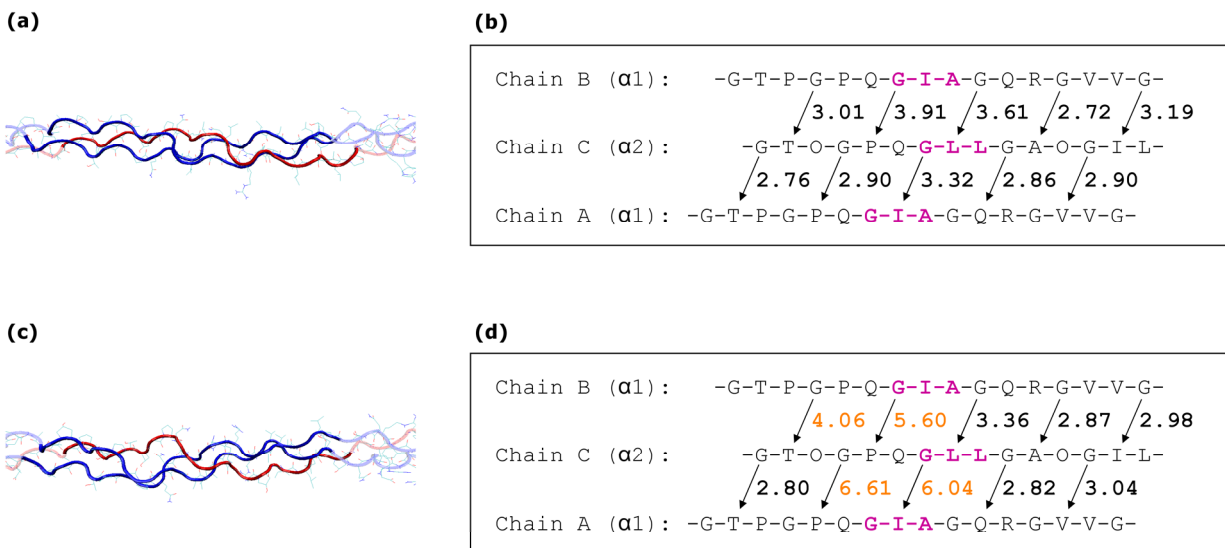 (a)
(b)
Chain B (α1): -G-T-P-G-P-Q-G-I-A-G-Q-R-G-V-V-G-
3.01 3.91 3.61 2.72 3.19
Chain C (α2): -G-T-O-G-P-Q-G-L-L-G-A-O-G-I-L-
2.76 2.90 3.32 2.86 2.90
Chain A (α1): -G-T-P-G-P-Q-G-I-A-G-Q-R-G-V-V-G-
(c)
(d)
Chain B (α1): -G-T-P-G-P-Q-G-I-A-G-Q-R-G-V-V-G-
4.06 5.60 3.36 2.87 2.98
Chain C (α2): -G-T-O-G-P-Q-G-L-L-G-A-O-G-I-L-
2.80 6.61 6.04 2.82 3.04
Chain A (α1): -G-T-P-G-P-Q-G-I-A-G-Q-R-G-V-V-G-